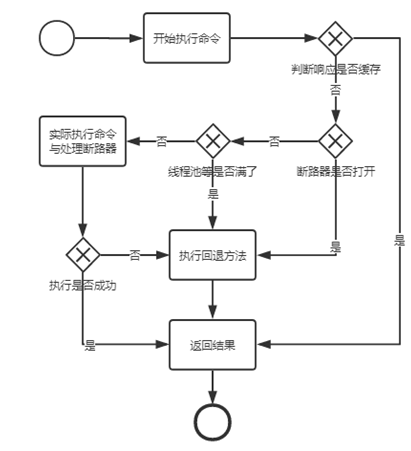 开始执行命令
判断响应是否缓存
否
实际执行命令
与处理断路器
否
否
线程池等是否满了
断路器是否打开
是
是
是
否
执行回退方法
执行是否成功
是
返回结果